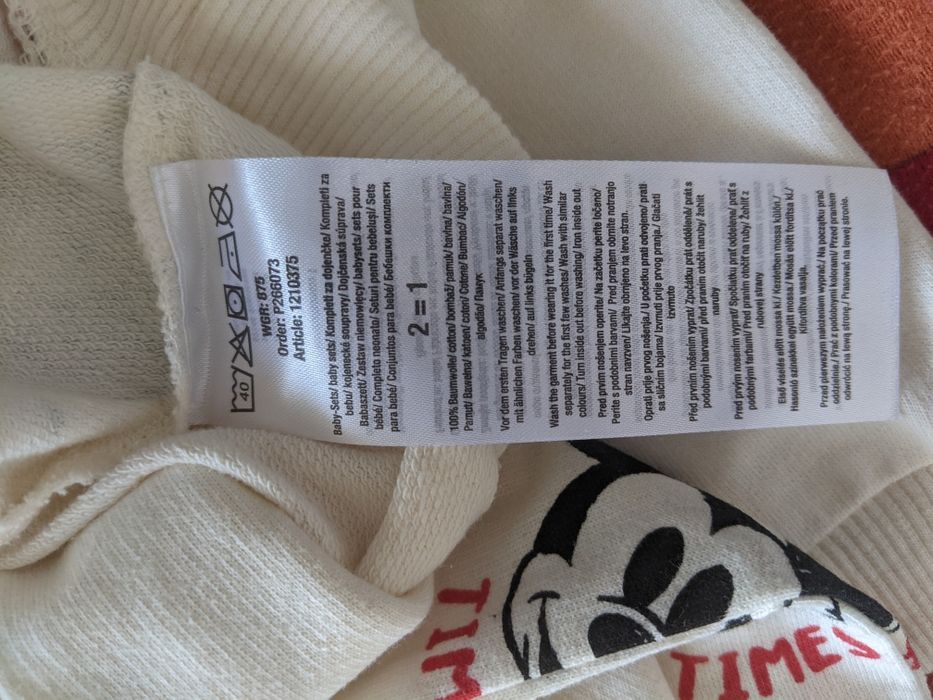 40
WGR: 875
Order: P266073
Article: 1210375
Baby-Sets/ baby sets/ Kompleti za dojenčke/ Kompleti za
bebu/ kojenecké soupravy/ Dojčenská súprava/
Babaszett/ Zestaw niemowlęcy/ babysets/ sets pour
bébé/ Completo neonato/ Seturi pentru bebeluşi/ Sets
para bebé/ Conjuntos para bebé/ Бебешки комплекти
2 = 1
100% Baumwolle/ cotton/ bombaž/ pamuk/ bavlna/ bavlna/
Pamut/ Bawełna/ katoen/ coton/ Cotone/ Bumbac/ Algodón/
algodão/ Памук
Vor dem ersten Tragen waschen/ Anfangs separat waschen/
mit ähnlichen Farben waschen/ vor der Wäsche auf links
drehen/ auf links bügeln
Wash the garment before wearing it for the first time/ Wash
separately for the first few washes/ Wash with similar
colours/ Turn inside out before washing/ Iron inside out
Pred prvim nošenjem operite/ Na začetku perite ločeno/
Perite s podobnimi barvami/ Pred pranjem obrnite notranjo
stran navzven/ Likajte obrnjeno na levo stran.
Oprati prije prvog nošenja./ U početku prati odvojeno/ prati
sa sličnim bojama/ Izvrnuti prije prvog pranja./ Glačati
izvrnuto
Před prvním nošením vyprat/ Zpočátku prát odděleně/ prát s
podobnými barvami/ před praním otočit naruby/ žehlit
naruby
Pred prvým nosením vyprať/ Spočiatku prať oddelene/ prať s
podobnými farbami/ Pred praním otočiť na ruby/ Žehliť z
rubovej strany
Első viselés előtt mossa ki./ Kezdetben mossa külön./
Hasonló színekkel együtt mossa./ Mosás előtt fordítsa ki./
Kifordítva vasalja.
Przed pierwszym nałożeniem wyprać./ Na początku prać
oddzielnie./ Prać z podobnymi kolorami/ Przed praniem
odwrócić na lewą stronę/ Prasować na lewej stronie.
TIM
TIMES